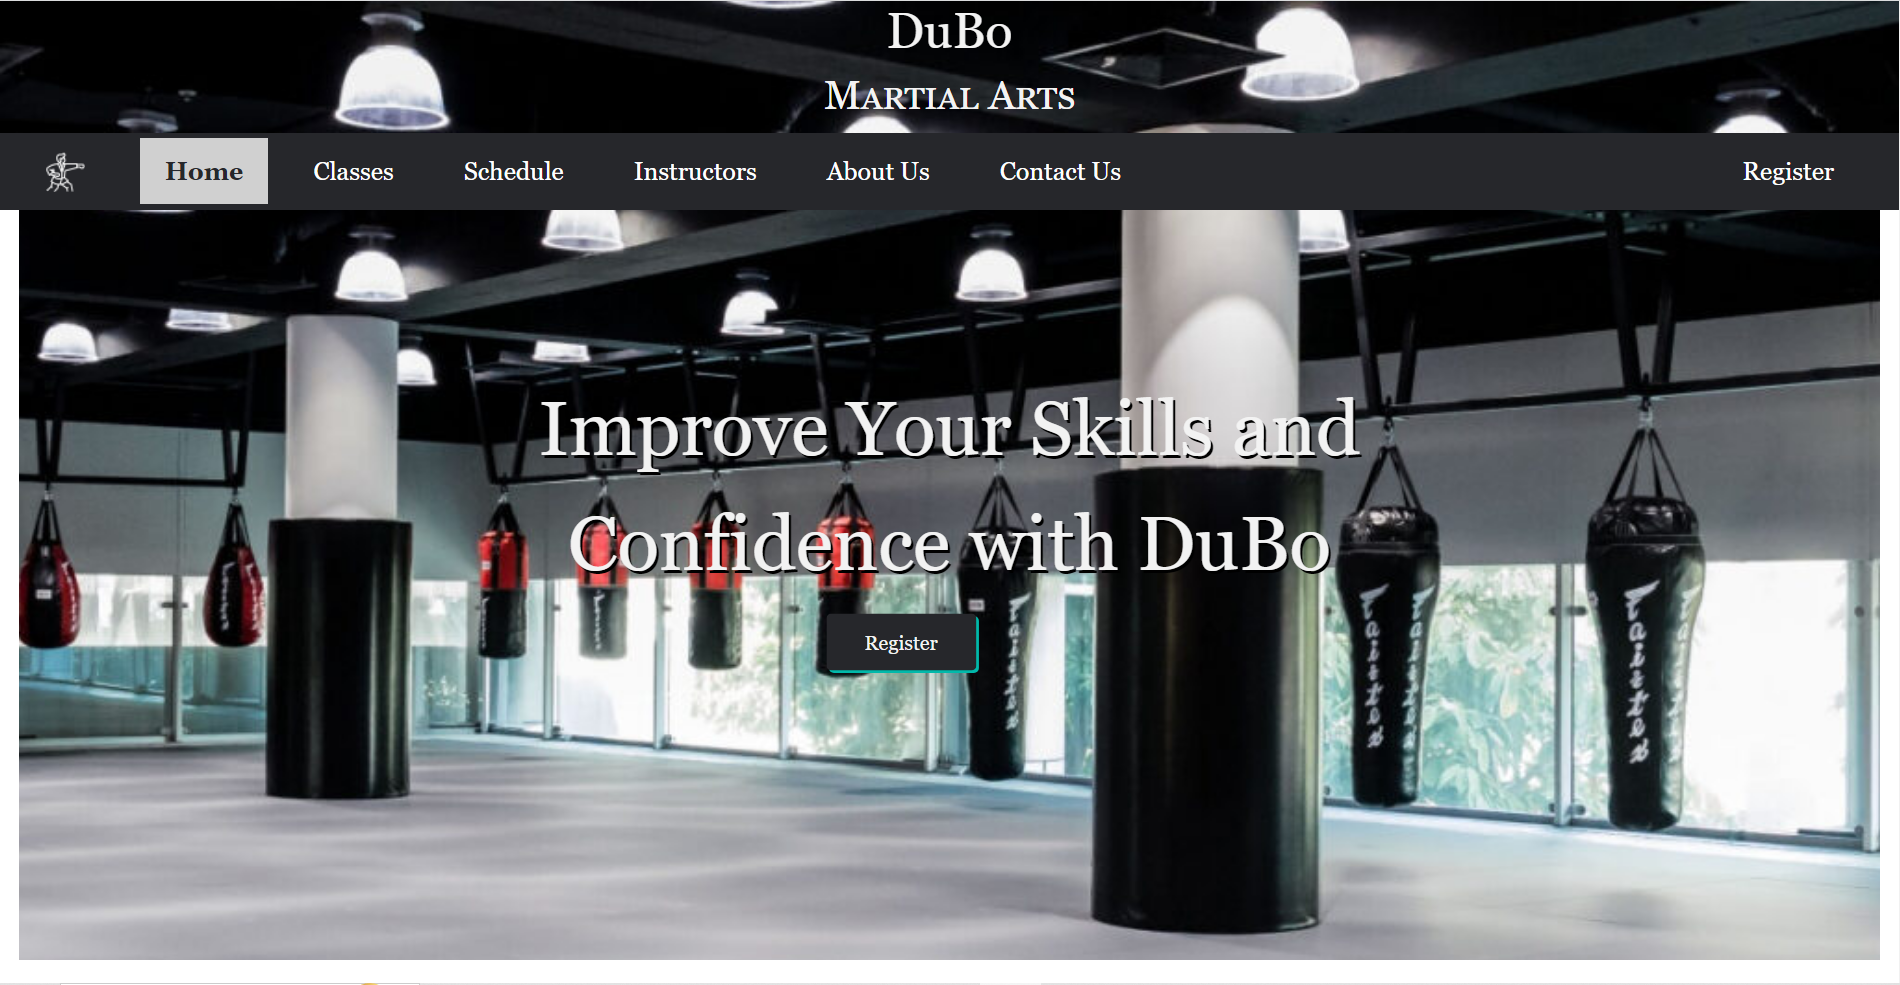 DuBo
Martial Arts
Home Classes Schedule Instructors About Us Contact Us Register
Improve Your Skills and
Confidence with DuBo
Register